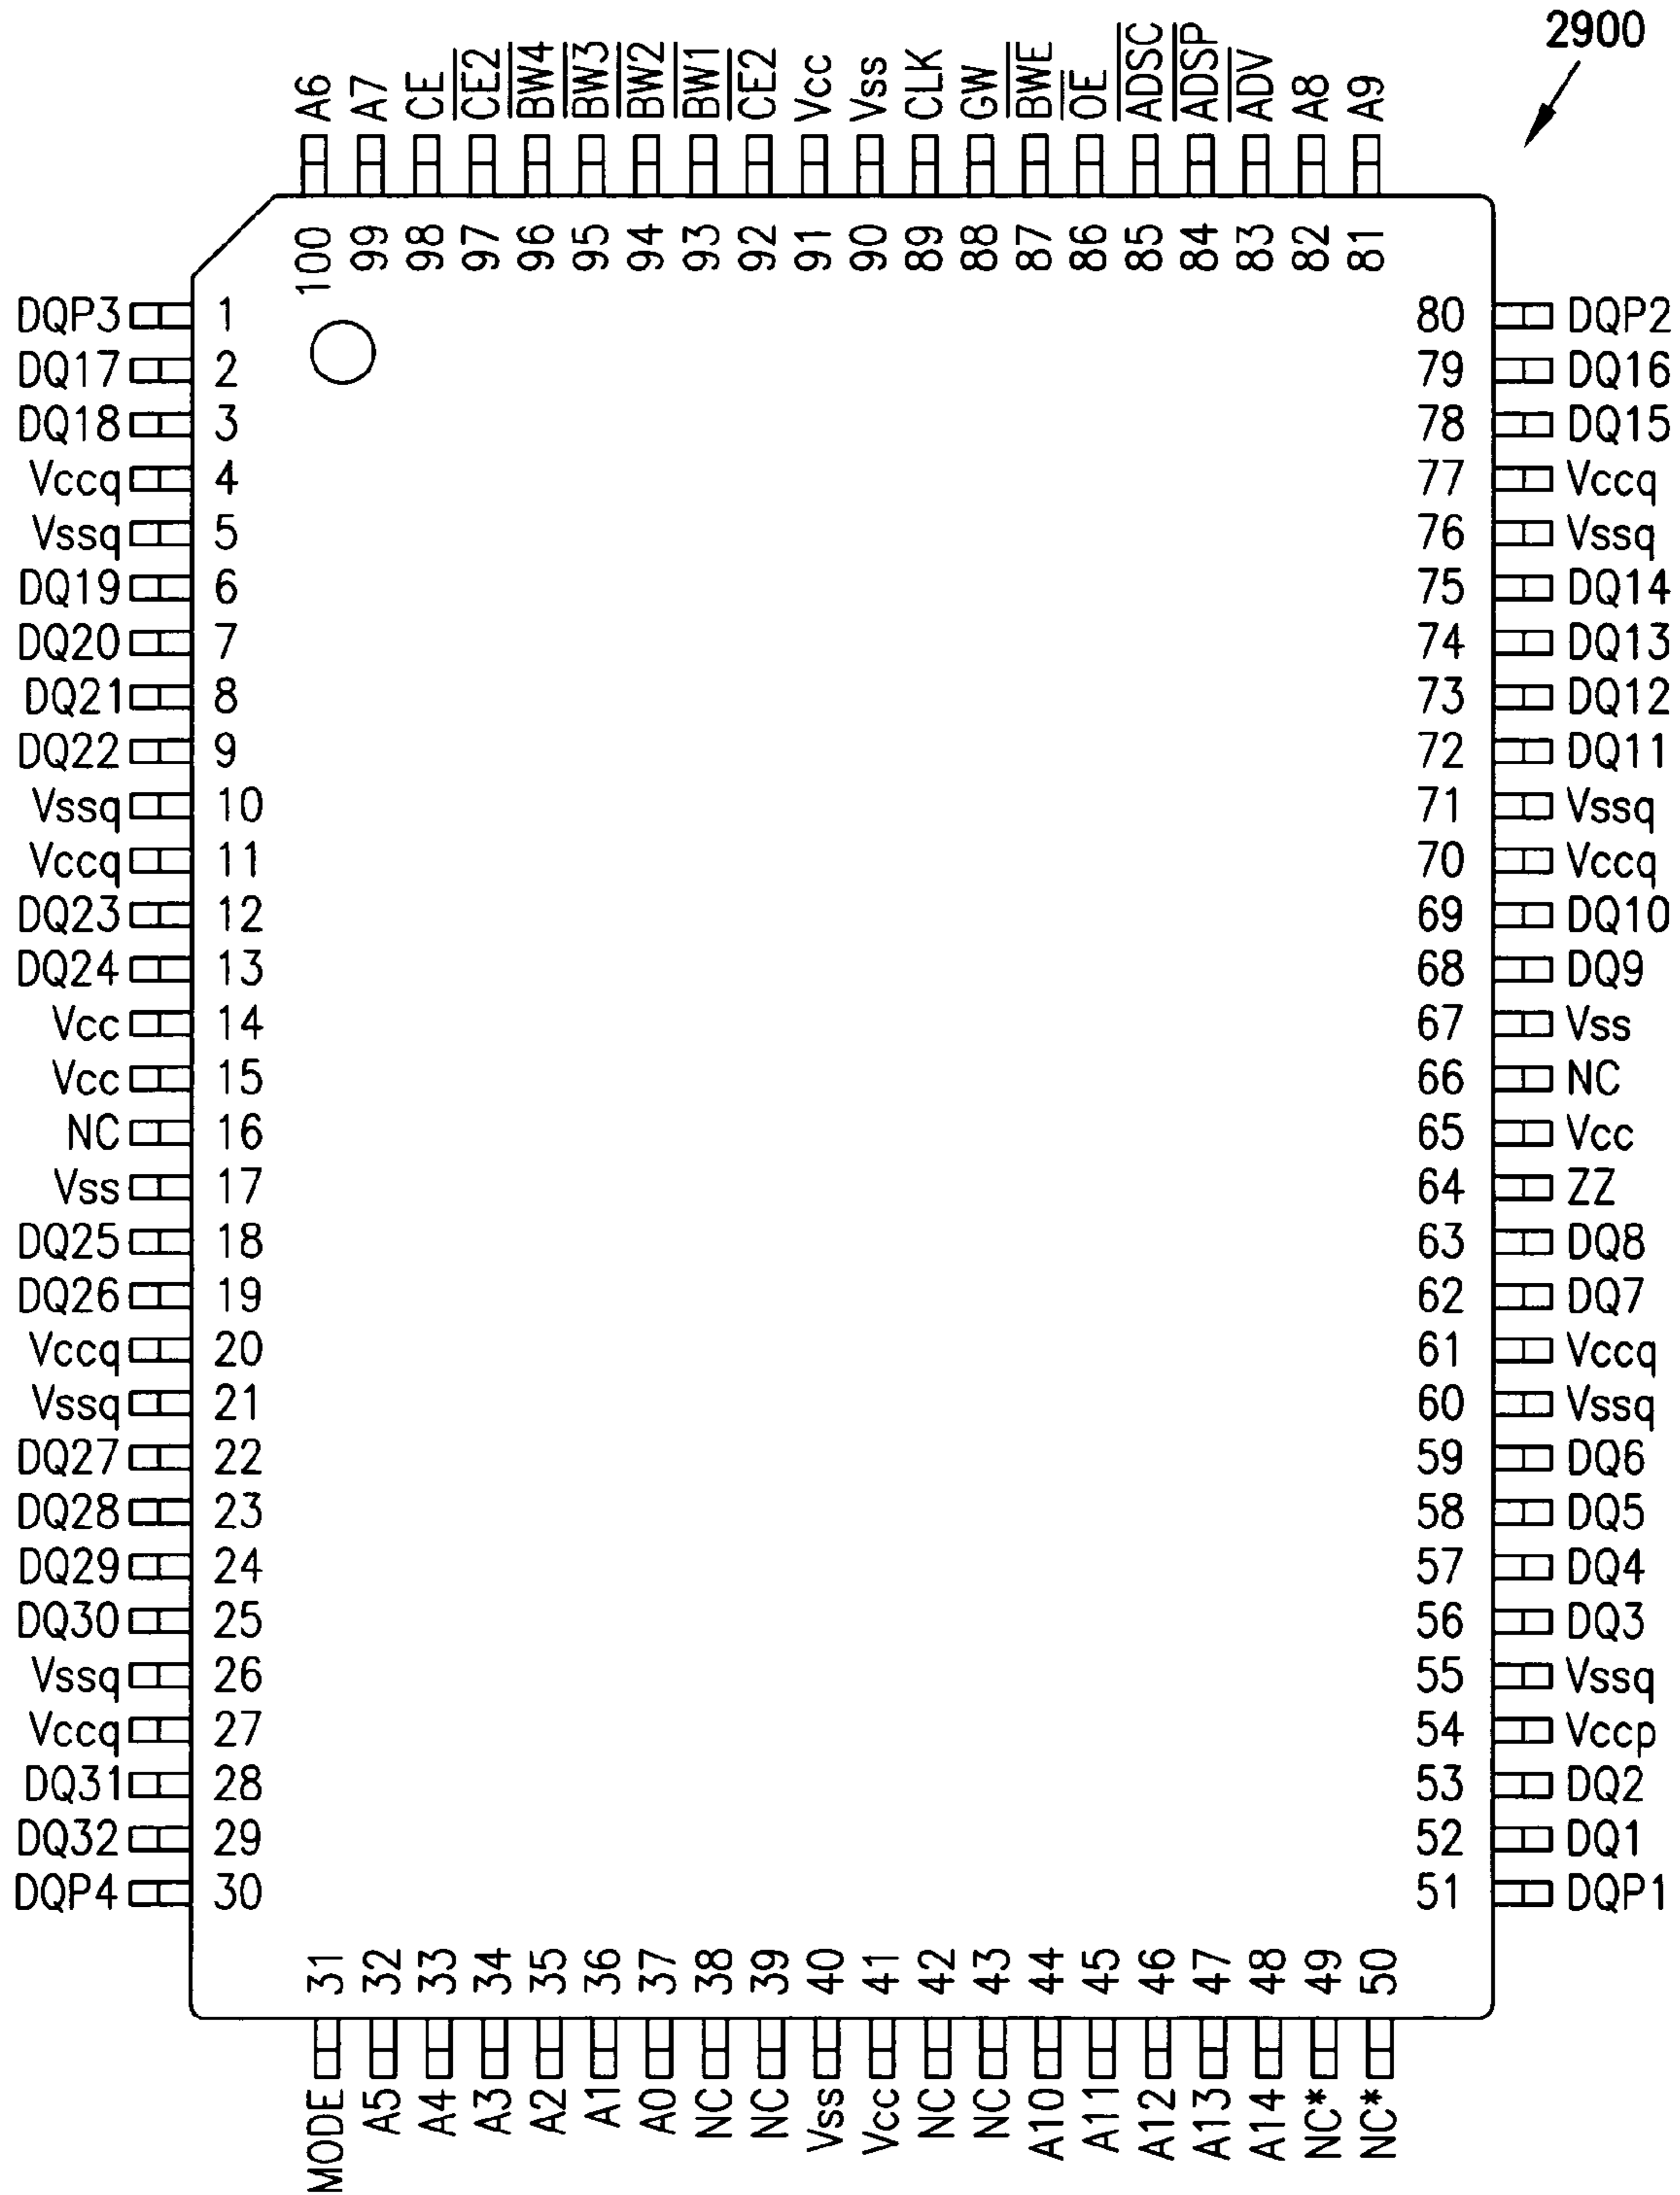 2900
A6
A7
CE
CE2
BW4
BW3
BW2
BW1
CE2
Vcc
Vss
CLK
GW
BWE
OE
ADSC
ADSP
ADV
A8
A9
100
99
98
97
96
95
94
93
92
91
90
89
88
87
86
85
84
83
82
81
DQP3 1
DQ17 2
DQ18 3
Vccq 4
Vssq 5
DQ19 6
DQ20 7
DQ21 8
DQ22 9
Vssq 10
Vccq 11
DQ23 12
DQ24 13
Vcc 14
Vcc 15
NC 16
Vss 17
DQ25 18
DQ26 19
Vccq 20
Vssq 21
DQ27 22
DQ28 23
DQ29 24
DQ30 25
Vssq 26
Vccq 27
DQ31 28
DQ32 29
DQP4 30
80 DQP2
79 DQ16
78 DQ15
77 Vccq
76 Vssq
75 DQ14
74 DQ13
73 DQ12
72 DQ11
71 Vssq
70 Vccq
69 DQ10
68 DQ9
67 Vss
66 NC
65 Vcc
64 ZZ
63 DQ8
62 DQ7
61 Vccq
60 Vssq
59 DQ6
58 DQ5
57 DQ4
56 DQ3
55 Vssq
54 Vccp
53 DQ2
52 DQ1
51 DQP1
31
32
33
34
35
36
37
38
39
40
41
42
43
44
45
46
47
48
49
50
MODE
A5
A4
A3
A2
A1
A0
NC
NC
Vss
Vcc
NC
NC
A10
A11
A12
A13
A14
NC*
NC*